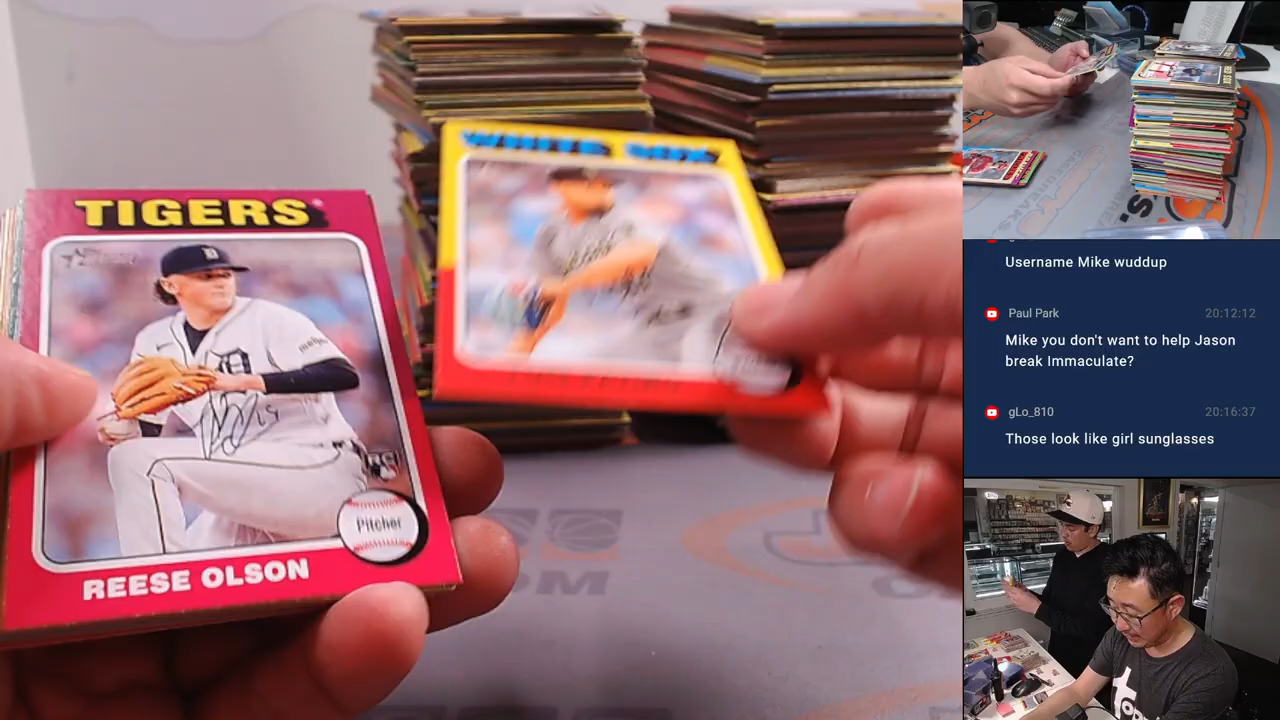 TIGERS
REESE OLSON
Pitcher
WHITE SOX
Username Mike wuddup
Paul Park 20:12:12
Mike you don't want to help Jason
break Immaculate?
gLo_810 20:16:37
Those look like girl sunglasses